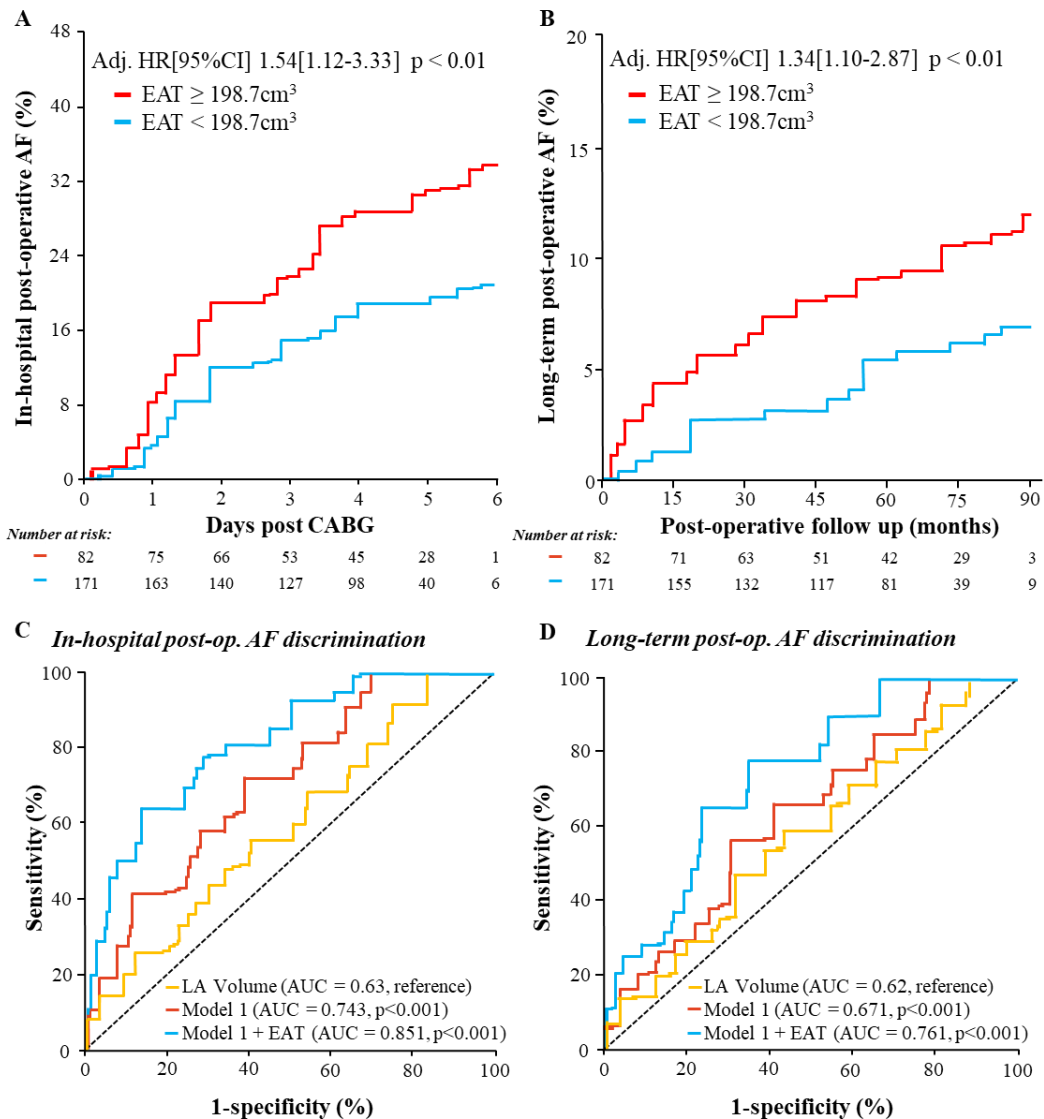 A
Adj. HR[95%CI] 1.54[1.12-3.33] p < 0.01
EAT ≥ 198.7cm³
EAT < 198.7cm³
In-hospital post-operative AF (%)
48
40
32
24
16
8
0
0 1 2 3 4 5 6
Days post CABG
Number at risk:
82 75 66 53 45 28 1
171 163 140 127 98 40 6
B
Adj. HR[95%CI] 1.34[1.10-2.87] p < 0.01
EAT ≥ 198.7cm³
EAT < 198.7cm³
Long-term post-operative AF (%)
20
15
10
5
0
0 15 30 45 60 75 90
Post-operative follow up (months)
Number at risk:
82 71 63 51 42 29 3
171 155 132 117 81 39 9
C In-hospital post-op. AF discrimination
Sensitivity (%)
100
80
60
40
20
0
LA Volume (AUC = 0.63, reference)
Model 1 (AUC = 0.743, p<0.001)
Model 1 + EAT (AUC = 0.851, p<0.001)
0 20 40 60 80 100
1-specificity (%)
D Long-term post-op. AF discrimination
Sensitivity (%)
100
80
60
40
20
0
LA Volume (AUC = 0.62, reference)
Model 1 (AUC = 0.671, p<0.001)
Model 1 + EAT (AUC = 0.761, p<0.001)
0 20 40 60 80 100
1-specificity (%)